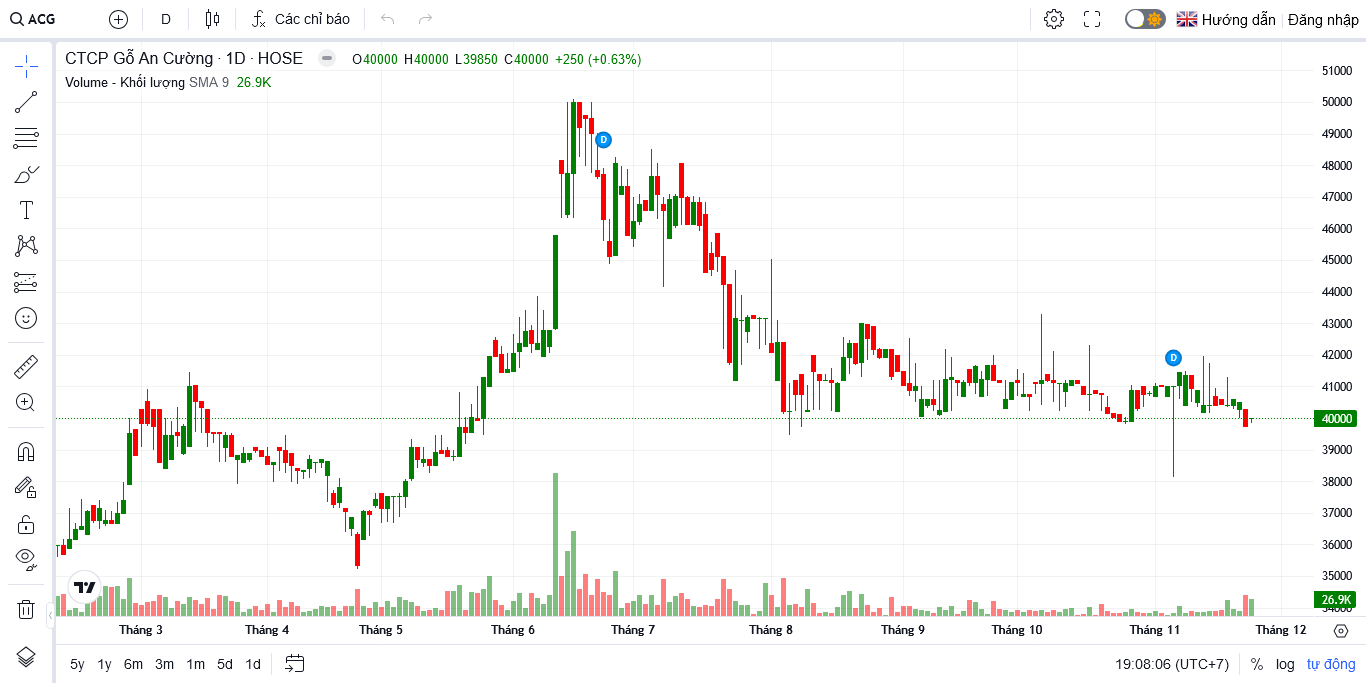 ACG D Các chỉ báo Hướng dẫn Đăng nhập
CTCP Gỗ An Cường · 1D · HOSE O40000 H40000 L39850 C40000 +250 (+0.63%)
Volume - Khối lượng SMA 9 26.9K
51000
50000
49000
48000
47000
46000
45000
44000
43000
42000
41000
40000
39000
38000
37000
36000
35000
26.9K
34000
D
D
Tháng 3 Tháng 4 Tháng 5 Tháng 6 Tháng 7 Tháng 8 Tháng 9 Tháng 10 Tháng 11 Tháng 12
5y 1y 6m 3m 1m 5d 1d 19:08:06 (UTC+7) % log tự động